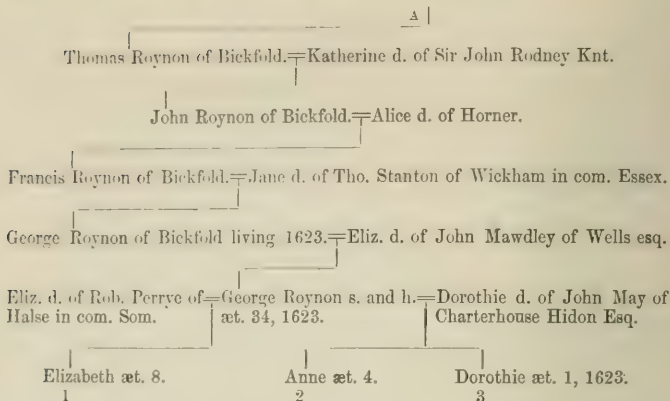 A
Thomas Roynon of Bickfold.=Katherine d. of Sir John Rodney Knt.
John Roynon of Bickfold.=Alice d. of Horner.
Francis Roynon of Bickfold.=Jane d. of Tho. Stanton of Wickham in com. Essex.
George Roynon of Bickfold living 1623.=Eliz. d. of John Mawdley of Wells esq.
Eliz. d. of Rob. Perrye of=George Roynon s. and h.=Dorothie d. of John May of
Halse in com. Som. æt. 34, 1623. Charterhouse Hidon Esq.
Elizabeth æt. 8. Anne æt. 4. Dorothie æt. 1, 1623.
1 2 3